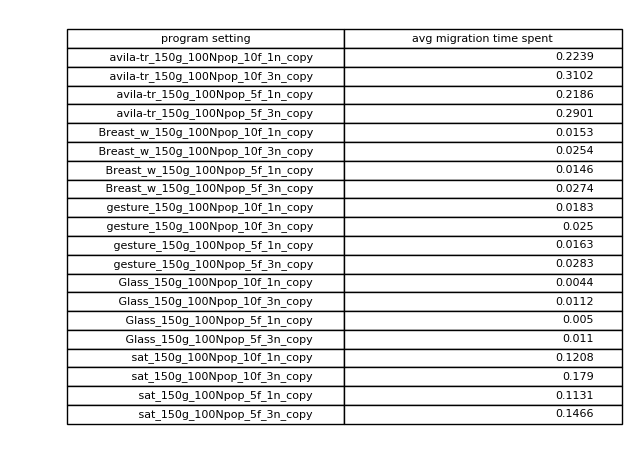 program setting avg migration time spent
avila-tr_150g_100Npop_10f_1n_copy 0.2239
avila-tr_150g_100Npop_10f_3n_copy 0.3102
avila-tr_150g_100Npop_5f_1n_copy 0.2186
avila-tr_150g_100Npop_5f_3n_copy 0.2901
Breast_w_150g_100Npop_10f_1n_copy 0.0153
Breast_w_150g_100Npop_10f_3n_copy 0.0254
Breast_w_150g_100Npop_5f_1n_copy 0.0146
Breast_w_150g_100Npop_5f_3n_copy 0.0274
gesture_150g_100Npop_10f_1n_copy 0.0183
gesture_150g_100Npop_10f_3n_copy 0.025
gesture_150g_100Npop_5f_1n_copy 0.0163
gesture_150g_100Npop_5f_3n_copy 0.0283
Glass_150g_100Npop_10f_1n_copy 0.0044
Glass_150g_100Npop_10f_3n_copy 0.0112
Glass_150g_100Npop_5f_1n_copy 0.005
Glass_150g_100Npop_5f_3n_copy 0.011
sat_150g_100Npop_10f_1n_copy 0.1208
sat_150g_100Npop_10f_3n_copy 0.179
sat_150g_100Npop_5f_1n_copy 0.1131
sat_150g_100Npop_5f_3n_copy 0.1466